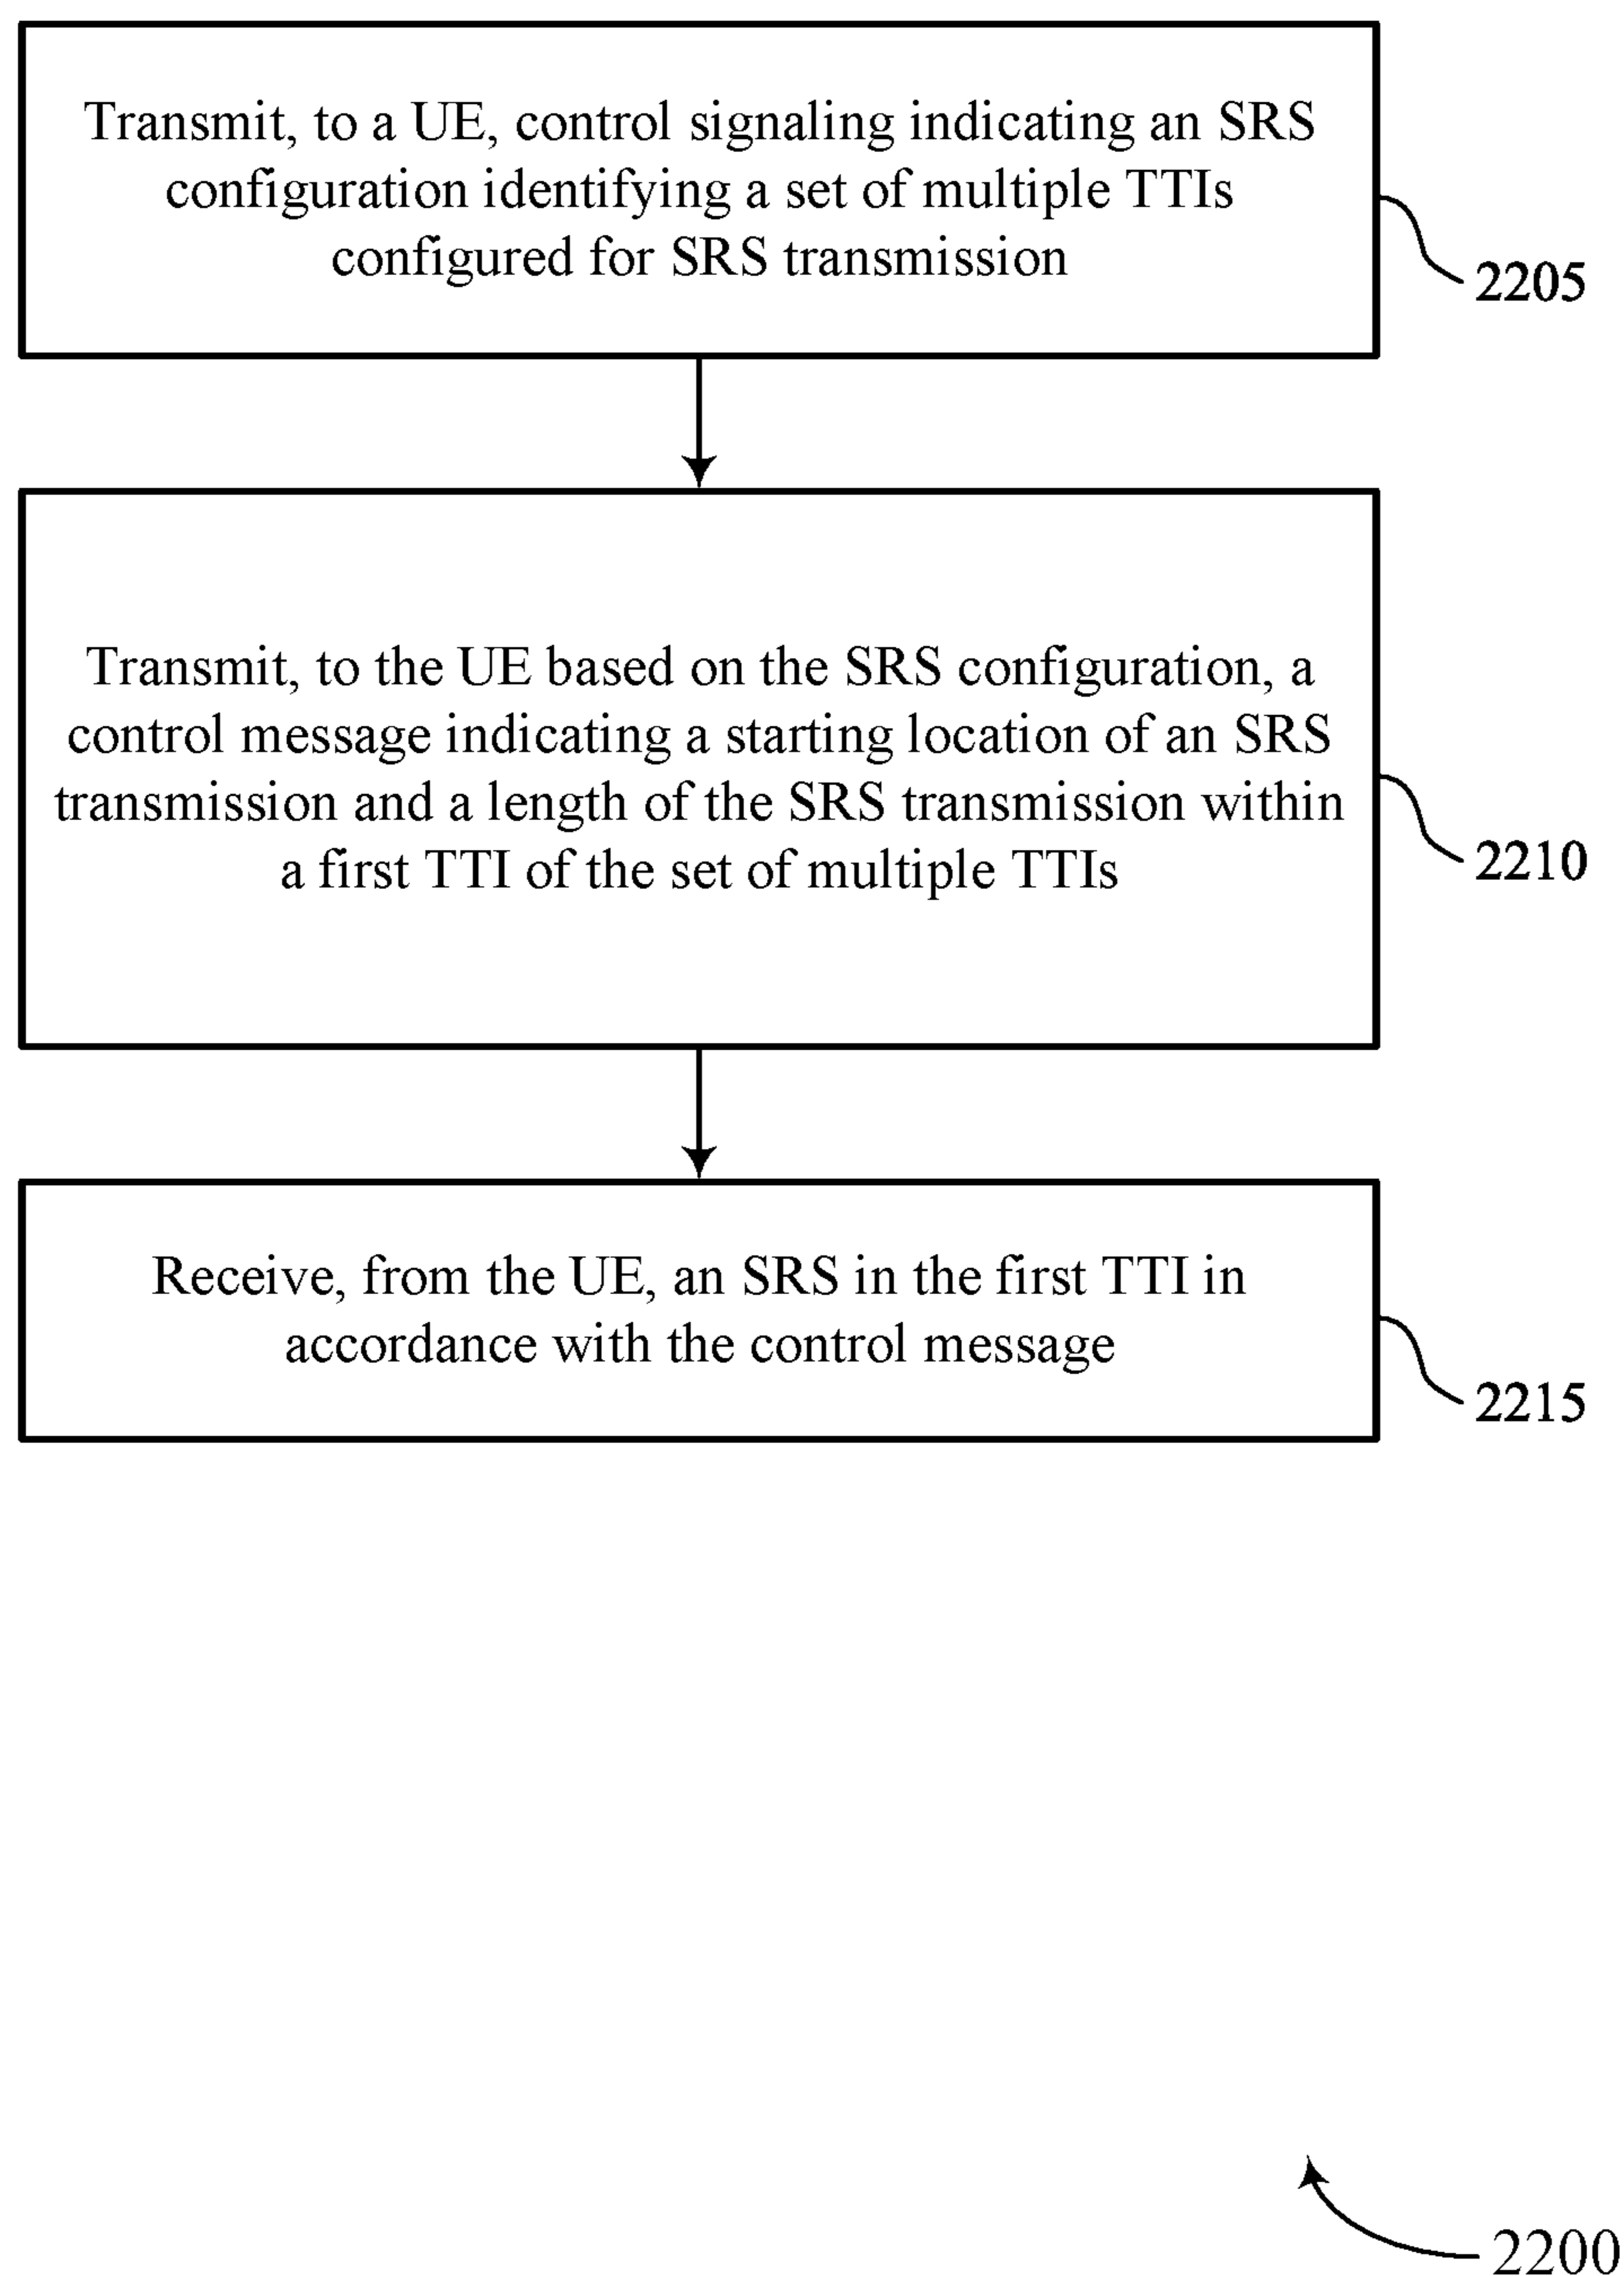 Transmit, to a UE, control signaling indicating an SRS
configuration identifying a set of multiple TTIs
configured for SRS transmission
2205
Transmit, to the UE based on the SRS configuration, a
control message indicating a starting location of an SRS
transmission and a length of the SRS transmission within
a first TTI of the set of multiple TTIs
2210
Receive, from the UE, an SRS in the first TTI in
accordance with the control message
2215
2200